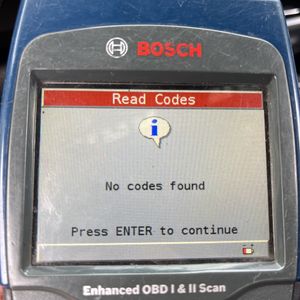 BOSCH
Read Codes
i
No codes found
Press ENTER to continue
Enhanced OBD I & II Scan